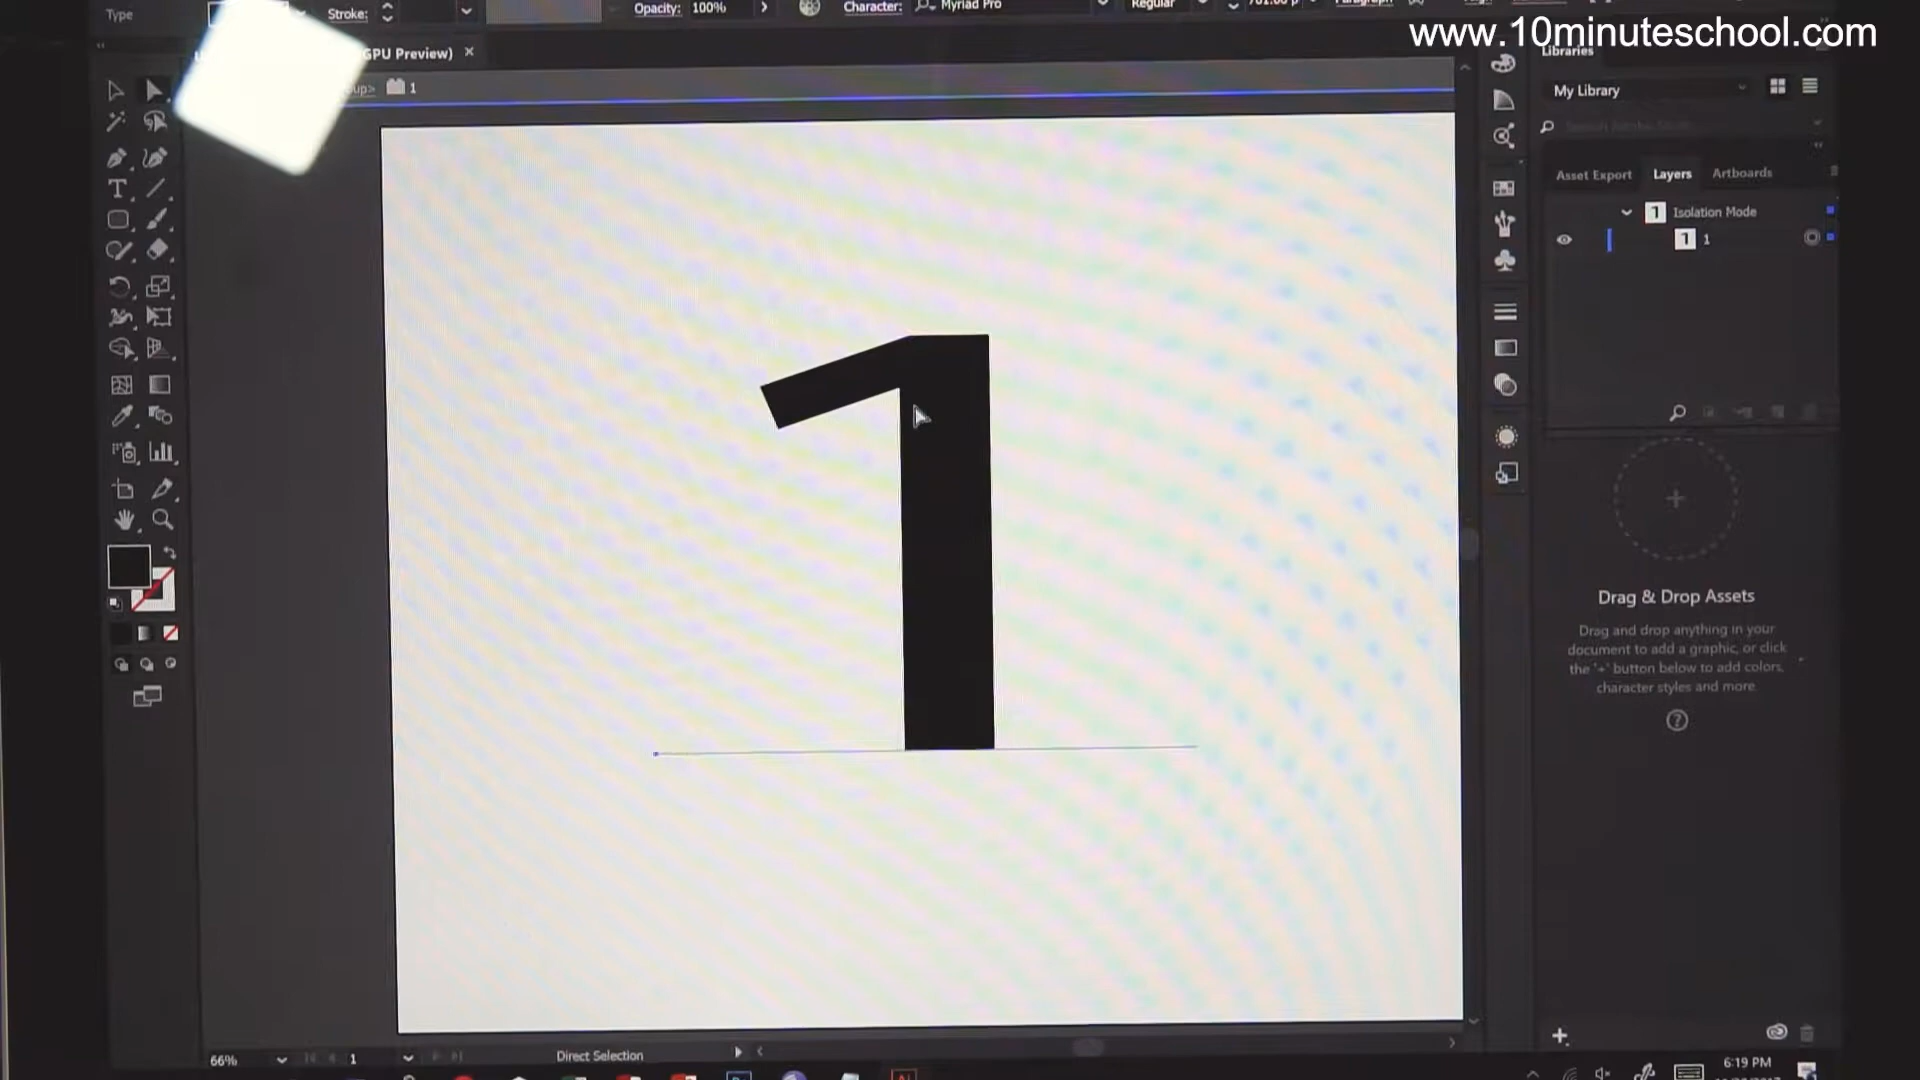 www.10minuteschool.com
Type
Stroke:
Opacity: 100%
Character:
Myriad Pro
Regular
GPU Preview)
1
Libraries
My Library
Asset Export
Layers
Artboards
Isolation Mode
1
1
Drag & Drop Assets
Drag and drop anything in your
document to add a graphic, or click
the '+' button below to add colors,
character styles and more
66%
1
Direct Selection
6:19 PM